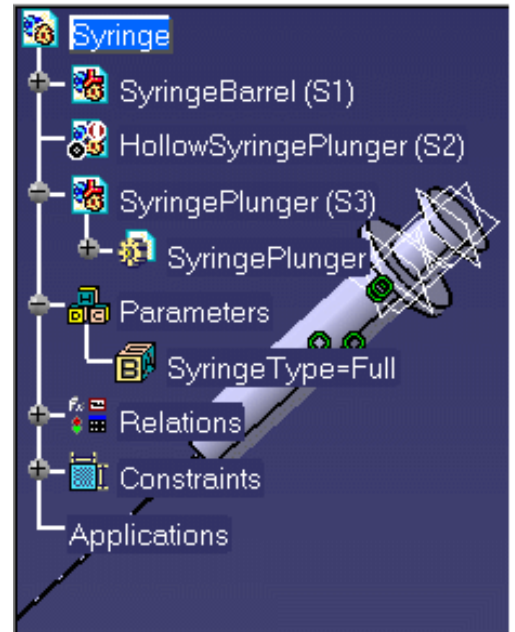 Syringe
SyringeBarrel (S1)
HollowSyringePlunger (S2)
SyringePlunger (S3)
SyringePlunger
Parameters
SyringeType=Full
Relations
Constraints
Applications